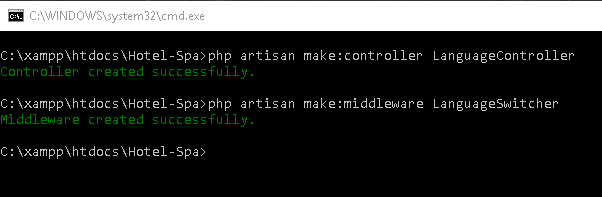 C:\WINDOWS\system32\cmd.exe
C:\xampp\htdocs\Hotel-Spa>php artisan make:controller LanguageController
Controller created successfully.
C:\xampp\htdocs\Hotel-Spa>php artisan make:middleware LanguageSwitcher
Middleware created successfully.
C:\xampp\htdocs\Hotel-Spa>